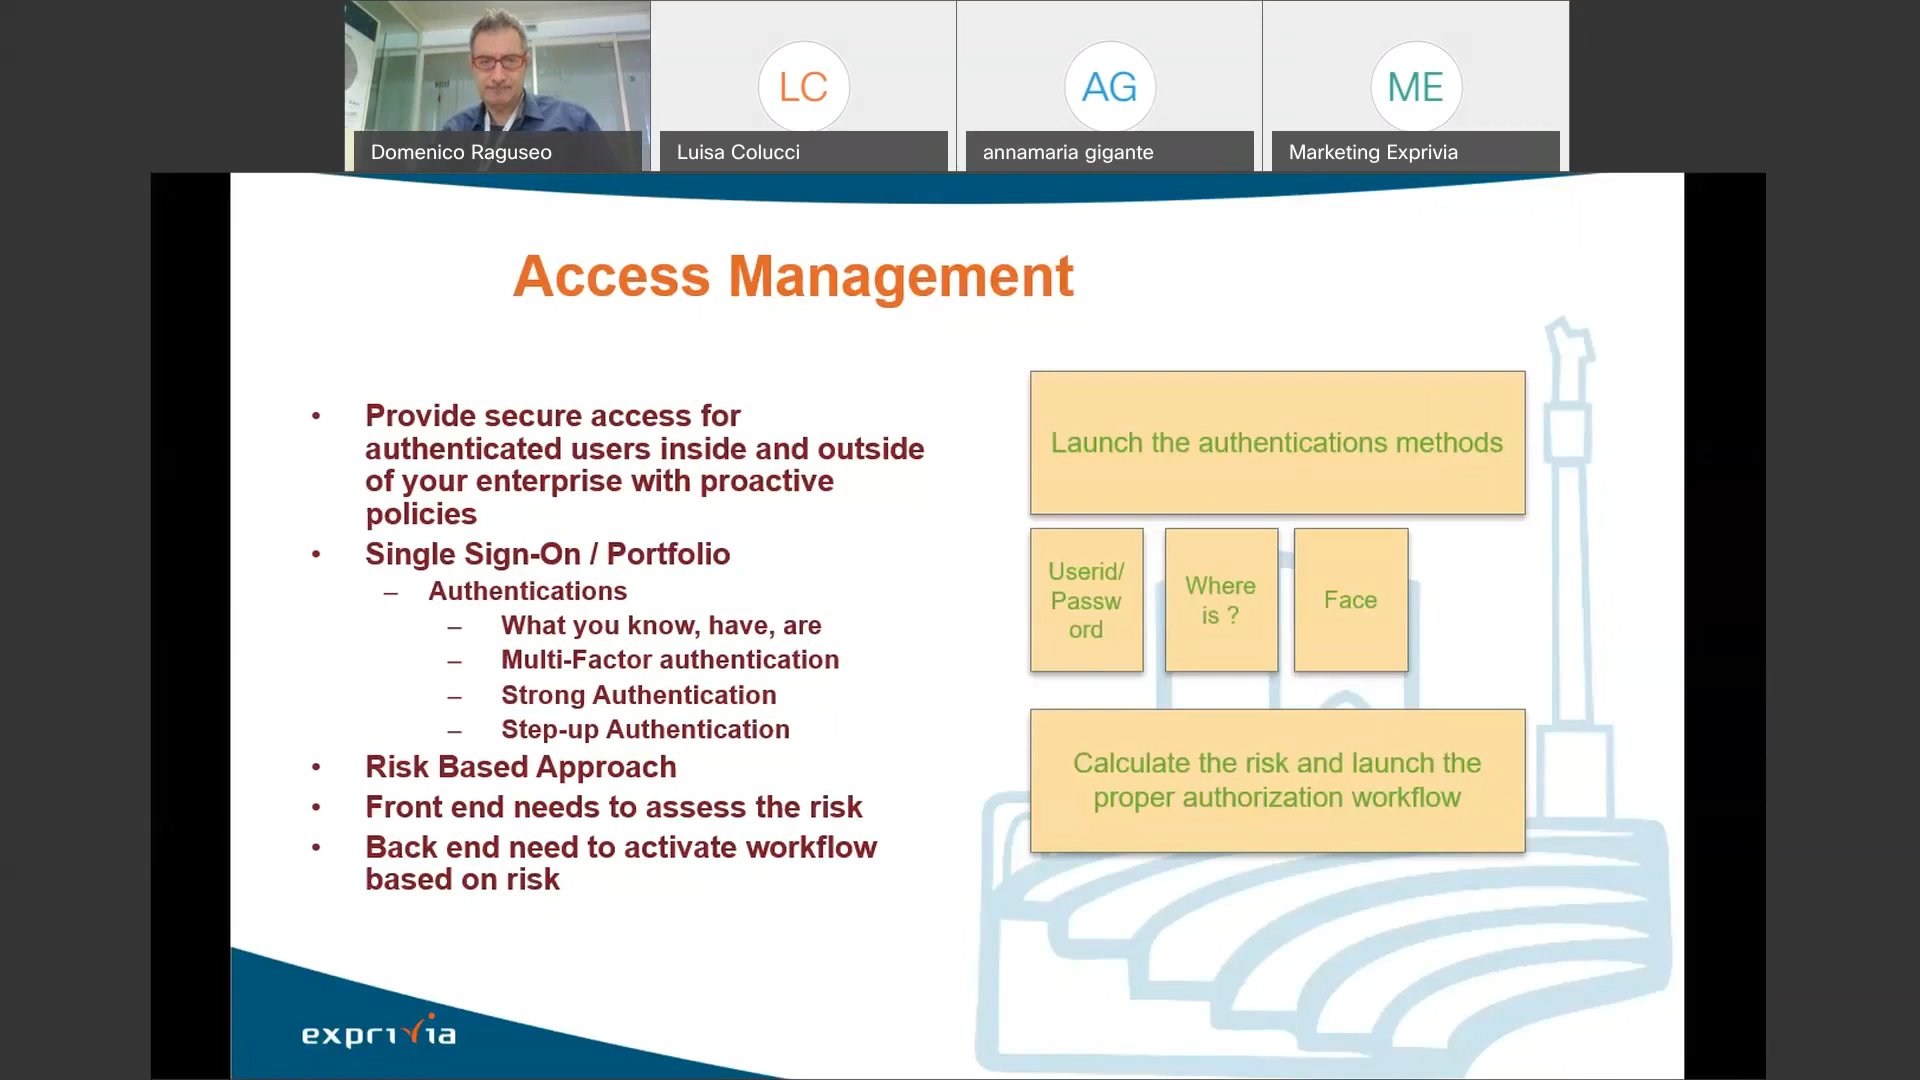 LC
AG
ME
Domenico Raguseo
Luisa Colucci
annamaria gigante
Marketing Exprivia
Access Management
• Provide secure access for
authenticated users inside and outside
of your enterprise with proactive
policies
• Single Sign-On / Portfolio
– Authentications
– What you know, have, are
– Multi-Factor authentication
– Strong Authentication
– Step-up Authentication
• Risk Based Approach
• Front end needs to assess the risk
• Back end need to activate workflow
based on risk
Launch the authentications methods
Userid/
Passw
ord
Where
is ?
Face
Calculate the risk and launch the
proper authorization workflow
exprivia